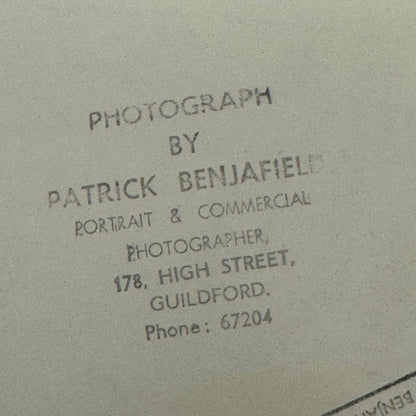 PHOTOGRAPH
BY
PATRICK BENJAFIELD
PORTRAIT & COMMERCIAL
PHOTOGRAPHER,
178, HIGH STREET,
GUILDFORD.
Phone: 67204